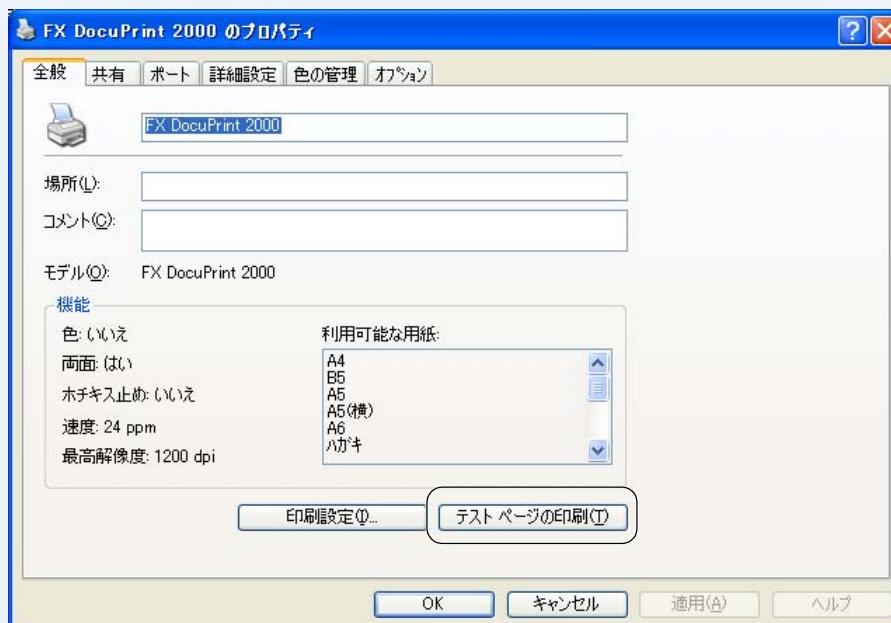 FX DocuPrint 2000 のプロパティ
全般 共有 ポート 詳細設定 色の管理 オプション
FX DocuPrint 2000
場所(L):
コメント(C):
モデル(O): FX DocuPrint 2000
機能
色: いいえ
両面: はい
ホチキス止め: いいえ
速度: 24 ppm
最高解像度: 1200 dpi
利用可能な用紙:
A4
B5
A5
A5(横)
A6
ハガキ
印刷設定(I)... テスト ページの印刷(T)
OK キャンセル 適用(A) ヘルプ